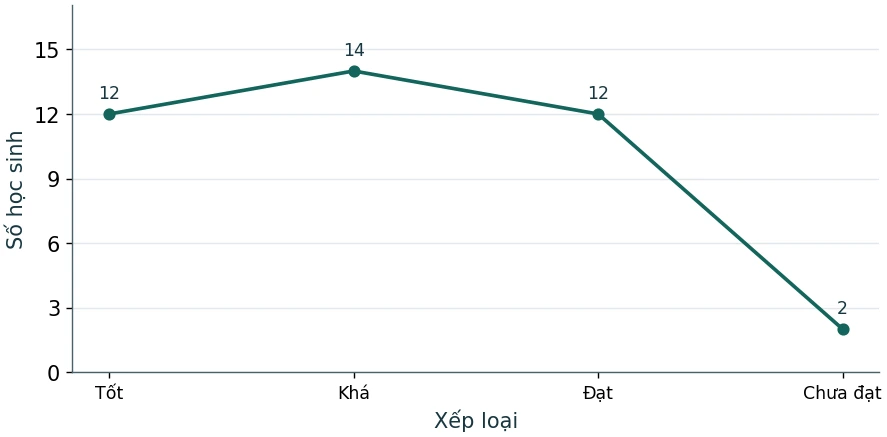 15
12
9
6
3
0
Số học sinh
12
14
12
2
Tốt
Khá
Đạt
Chưa đạt
Xếp loại